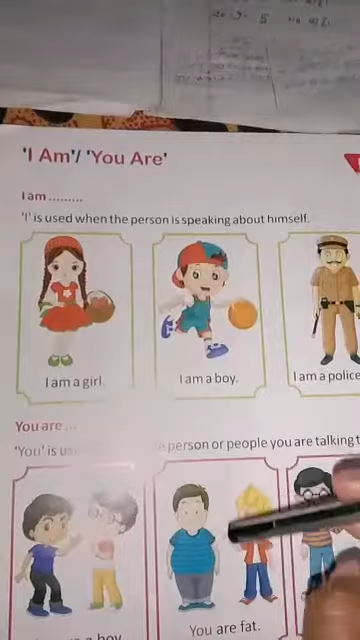 'I Am'/ 'You Are'
I am.........
'I' is used when the person is speaking about himself.
I am a girl. I am a boy. I am a police
You are ...
'You' is person or people you are talking
You are fat.
boy